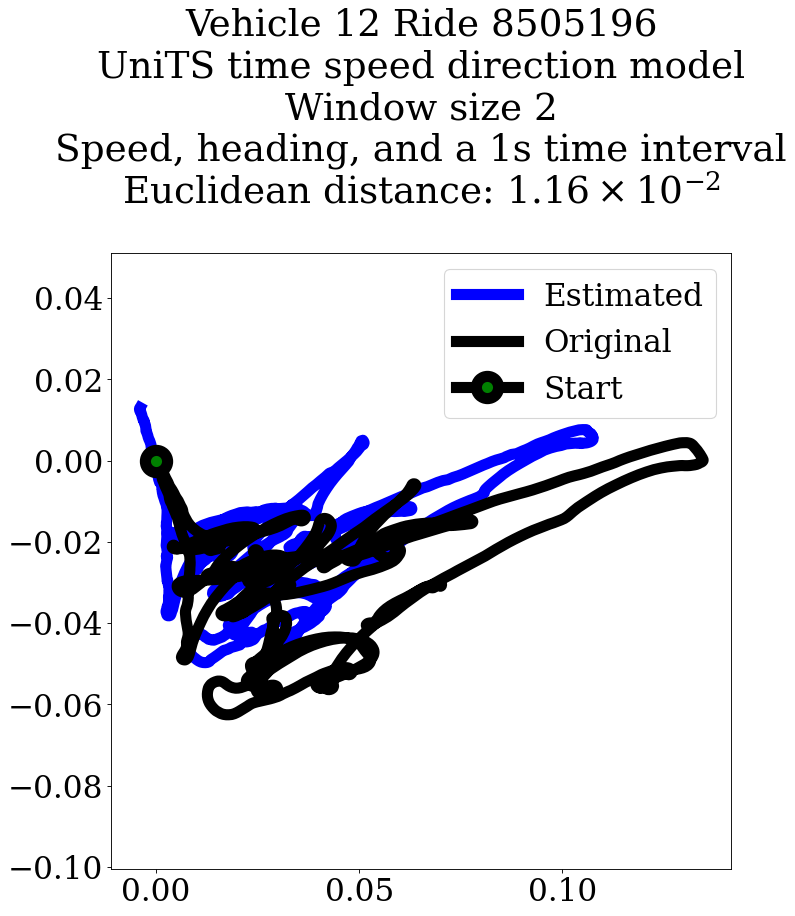 Vehicle 12 Ride 8505196
UniTS time speed direction model
Window size 2
Speed, heading, and a 1s time interval
Euclidean distance: 1.16 × 10⁻²
Estimated
Original
Start
0.04
0.02
0.00
−0.02
−0.04
−0.06
−0.08
−0.10
0.00 0.05 0.10